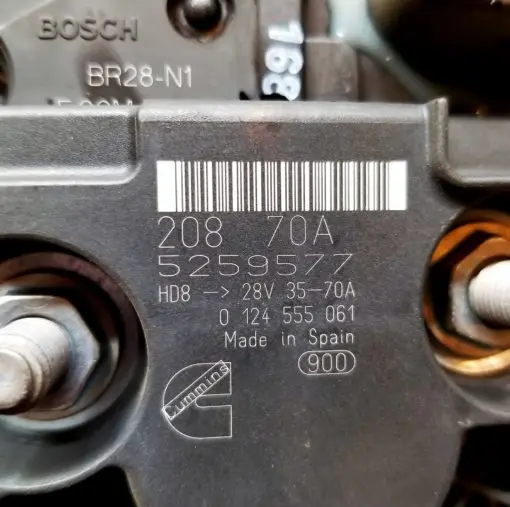 BOSCH
BR28-N1
168
208 70A
5259577
HD8 -> 28V 35-70A
0 124 555 061
Made in Spain
900
Cummins